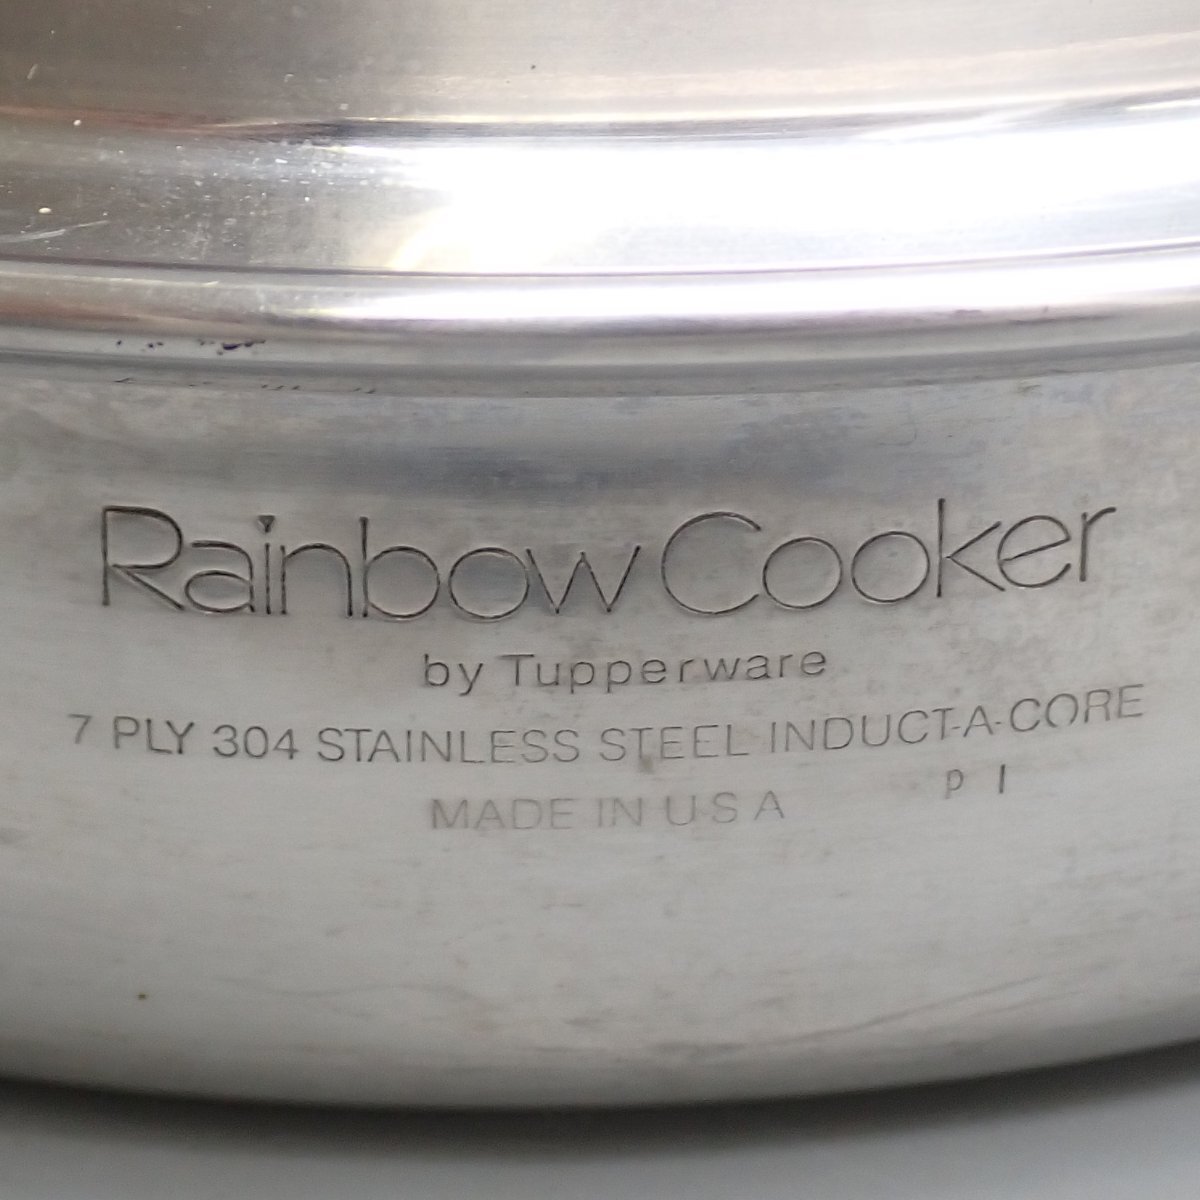 Rainbow Cooker
by Tupperware
7 PLY 304 STAINLESS STEEL INDUCT-A-CORE
P I
MADE IN U S A